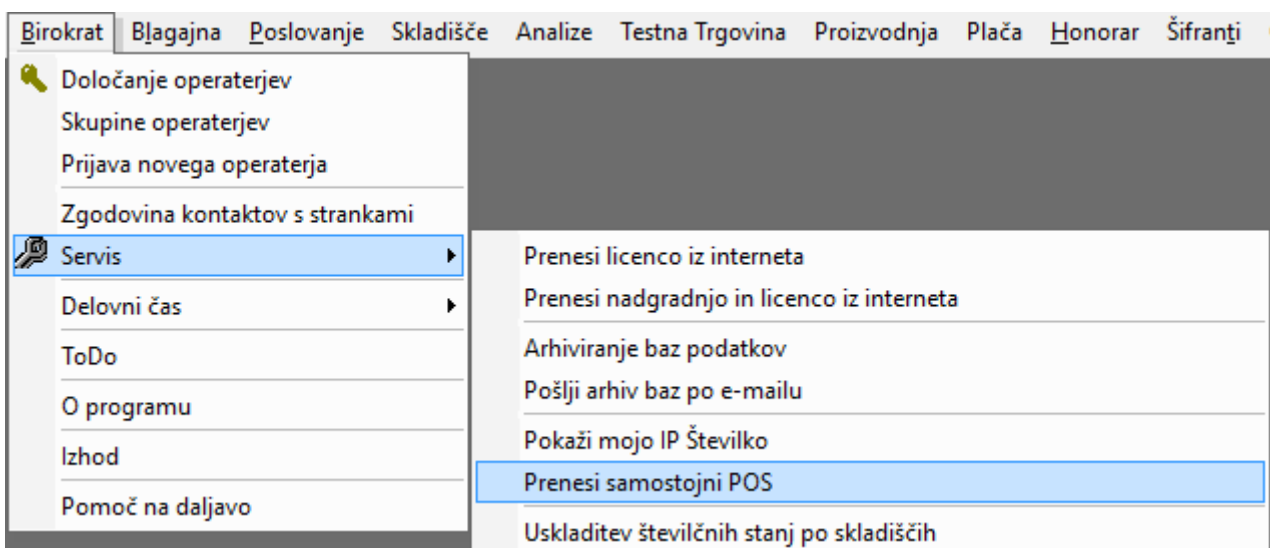 Birokrat Blagajna Poslovanje Skladišče Analize Testna Trgovina Proizvodnja Plača Honorar Šifranti
Določanje operaterjev
Skupine operaterjev
Prijava novega operaterja
Zgodovina kontaktov s strankami
Servis
Delovni čas
ToDo
O programu
Izhod
Pomoč na daljavo
Prenesi licenco iz interneta
Prenesi nadgradnjo in licenco iz interneta
Arhiviranje baz podatkov
Pošlji arhiv baz po e-mailu
Pokaži mojo IP Številko
Prenesi samostojni POS
Uskladitev številčnih stanj po skladiščih